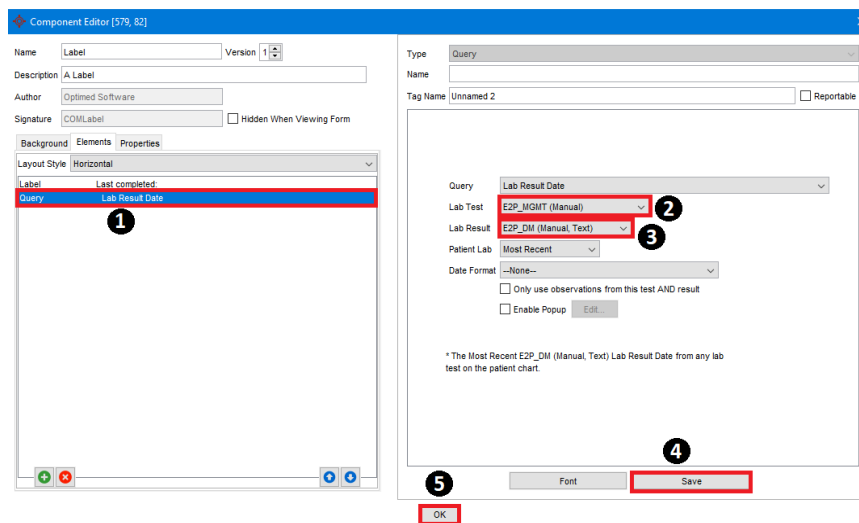 Component Editor [579, 82]
Name Label Version 1
Description A Label
Author Optimed Software
Signature COMLabel Hidden When Viewing Form
Background Elements Properties
Layout Style Horizontal
Label Last completed:
Query Lab Result Date
1
Type Query
Name
Tag Name Unnamed 2 Reportable
Query Lab Result Date
Lab Test E2P_MGMT (Manual) 2
Lab Result E2P_DM (Manual, Text) 3
Patient Lab Most Recent
Date Format --None--
Only use observations from this test AND result
Enable Popup Edit...
* The Most Recent E2P_DM (Manual, Text) Lab Result Date from any lab
test on the patient chart.
4
Font Save
5
OK